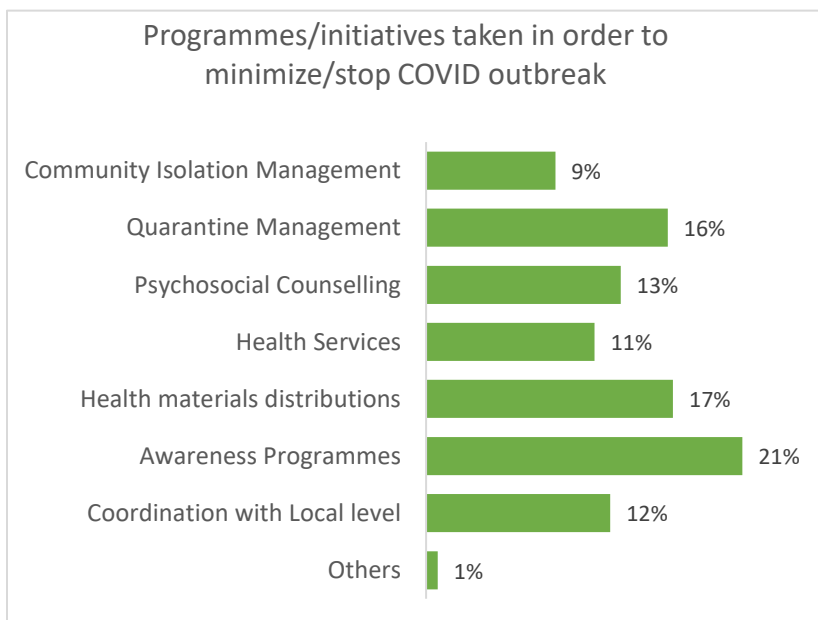 Programmes/initiatives taken in order to
minimize/stop COVID outbreak
Community Isolation Management 9%
Quarantine Management 16%
Psychosocial Counselling 13%
Health Services 11%
Health materials distributions 17%
Awareness Programmes 21%
Coordination with Local level 12%
Others 1%